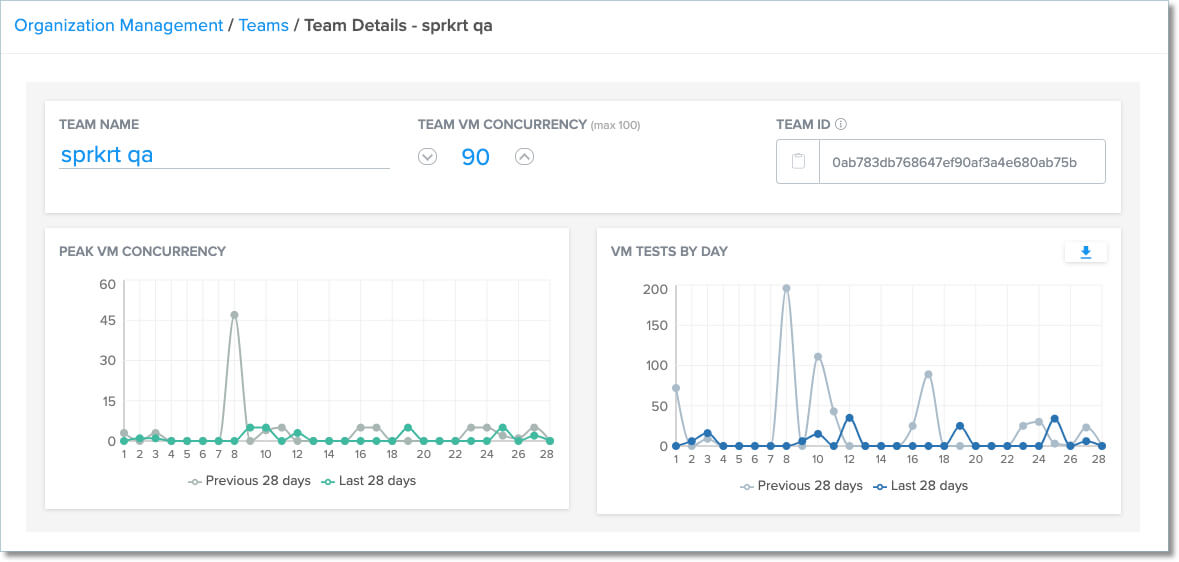 Organization Management / Teams / Team Details - sprkrt qa
TEAM NAME
sprkrt qa
TEAM VM CONCURRENCY (max 100)
90
TEAM ID
0ab783db768647ef90af3a4e680ab75b
PEAK VM CONCURRENCY
60
45
30
15
0
1 2 3 4 5 6 7 8 10 12 14 16 18 20 22 24 26 28
Previous 28 days Last 28 days
VM TESTS BY DAY
200
150
100
50
0
1 2 3 4 5 6 7 8 10 12 14 16 18 20 22 24 26 28
Previous 28 days Last 28 days